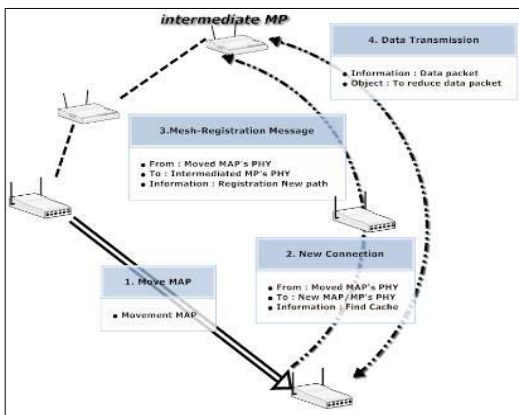 intermediate MP
4. Data Transmission
• Information : Data packet
• Object : To reduce data packet
3.Mesh-Registration Message
• From : Moved MAP's PHY
• To : Intermediated MP's PHY
• Information : Registration New path
2. New Connection
• From : Moved MAP's PHY
• To : New MAP/MP's PHY
• Information : Find Cache
1. Move MAP
• Movement MAP